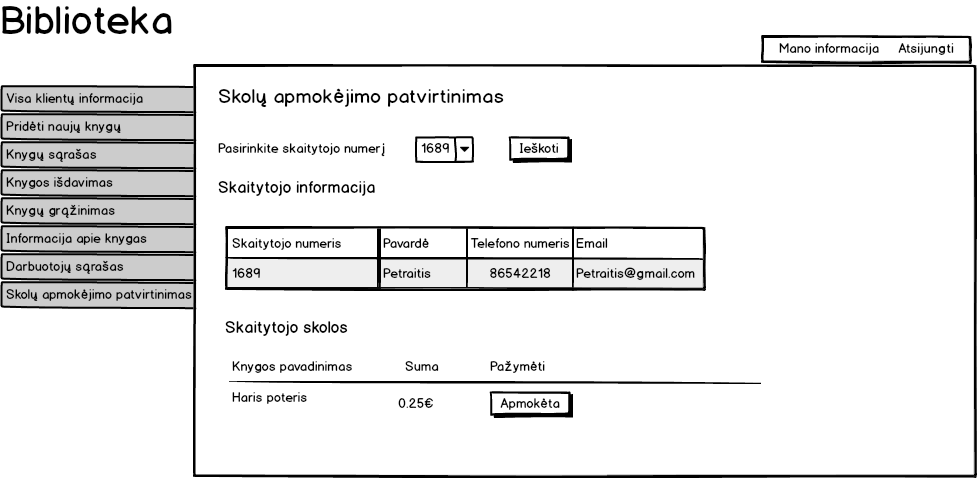 Biblioteka
Mano informacija Atsijungti
Visa klientų informacija
Pridėti naujų knygų
Knygų sąrašas
Knygos išdavimas
Knygų grąžinimas
Informacija apie knygas
Darbuotojų sąrašas
Skolų apmokėjimo patvirtinimas
Skolų apmokėjimo patvirtinimas
Pasirinkite skaitytojo numerį 1689 Ieškoti
Skaitytojo informacija
Skaitytojo numeris Pavardė Telefono numeris Email
1689 Petraitis 86542218 Petraitis@gmail.com
Skaitytojo skolos
Knygos pavadinimas Suma Pažymėti
Haris poteris 0.25€ Apmokėta